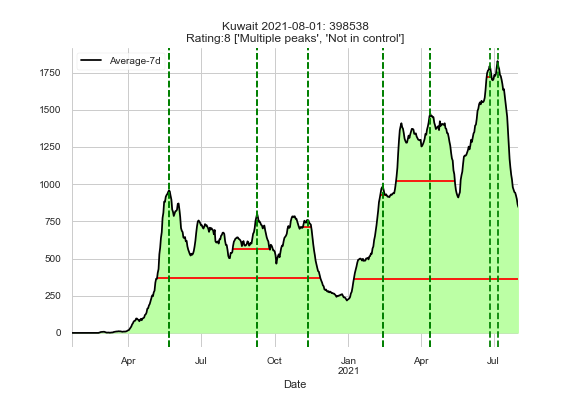 Kuwait 2021-08-01: 398538
Rating:8 ['Multiple peaks', 'Not in control']
Average-7d
1750
1500
1250
1000
750
500
250
0
Apr Jul Oct Jan Apr Jul
2021
Date